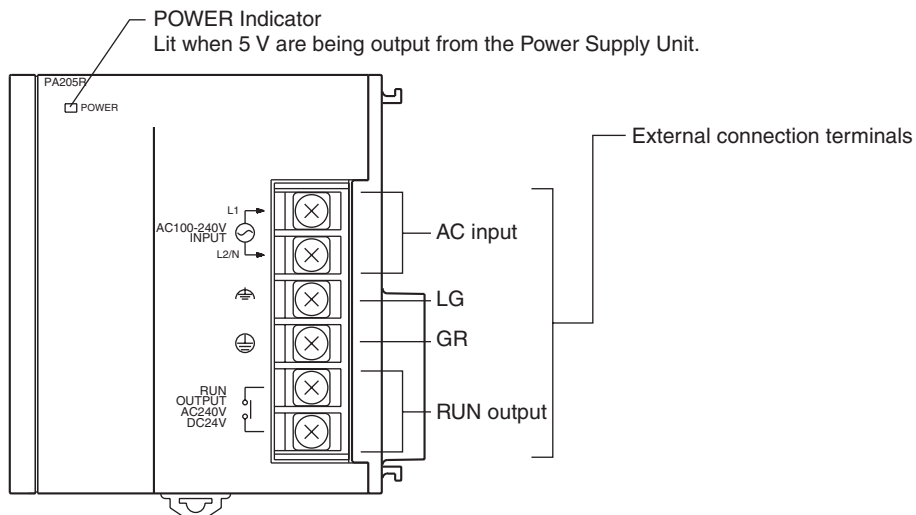 POWER Indicator
Lit when 5 V are being output from the Power Supply Unit.
PA205R
POWER
External connection terminals
L1
AC100-240V
INPUT
L2/N
AC input
LG
GR
RUN
OUTPUT
AC240V
DC24V
RUN output